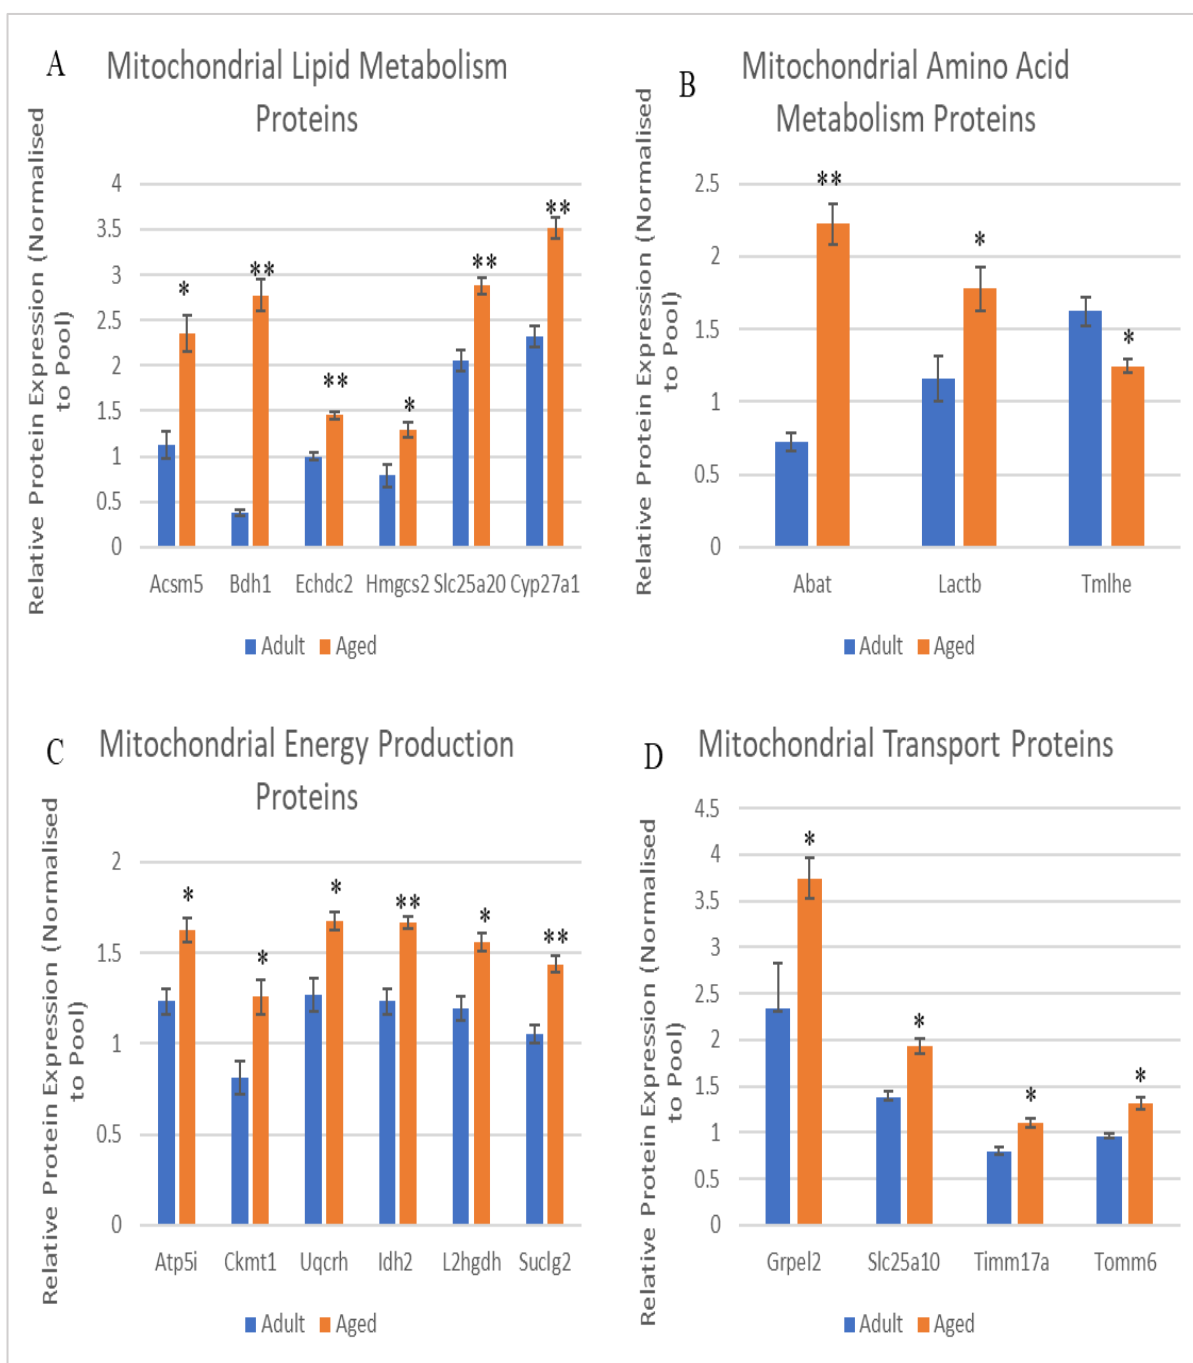 A
Mitochondrial Lipid Metabolism
Proteins
Relative Protein Expression (Normalised
to Pool)
4
3.5
3
2.5
2
1.5
1
0.5
0
*
**
**
*
**
**
Acsm5 Bdh1 Echdc2 Hmgcs2 Slc25a20 Cyp27a1
Adult Aged
B
Mitochondrial Amino Acid
Metabolism Proteins
Relative Protein Expression (Normalised
to Pool)
2.5
2
1.5
1
0.5
0
**
*
*
Abat Lactb Tmlhe
Adult Aged
C
Mitochondrial Energy Production
Proteins
Relative Protein Expression (Normalised
to Pool)
2
1.5
1
0.5
0
*
*
*
**
*
**
Atp5i Ckmt1 Uqcrh Idh2 L2hgdh Suclg2
Adult Aged
D
Mitochondrial Transport Proteins
Relative Protein Expression (Normalised
to Pool)
4.5
4
3.5
3
2.5
2
1.5
1
0.5
0
*
*
*
*
Grpel2 Slc25a10 Timm17a Tomm6
Adult Aged